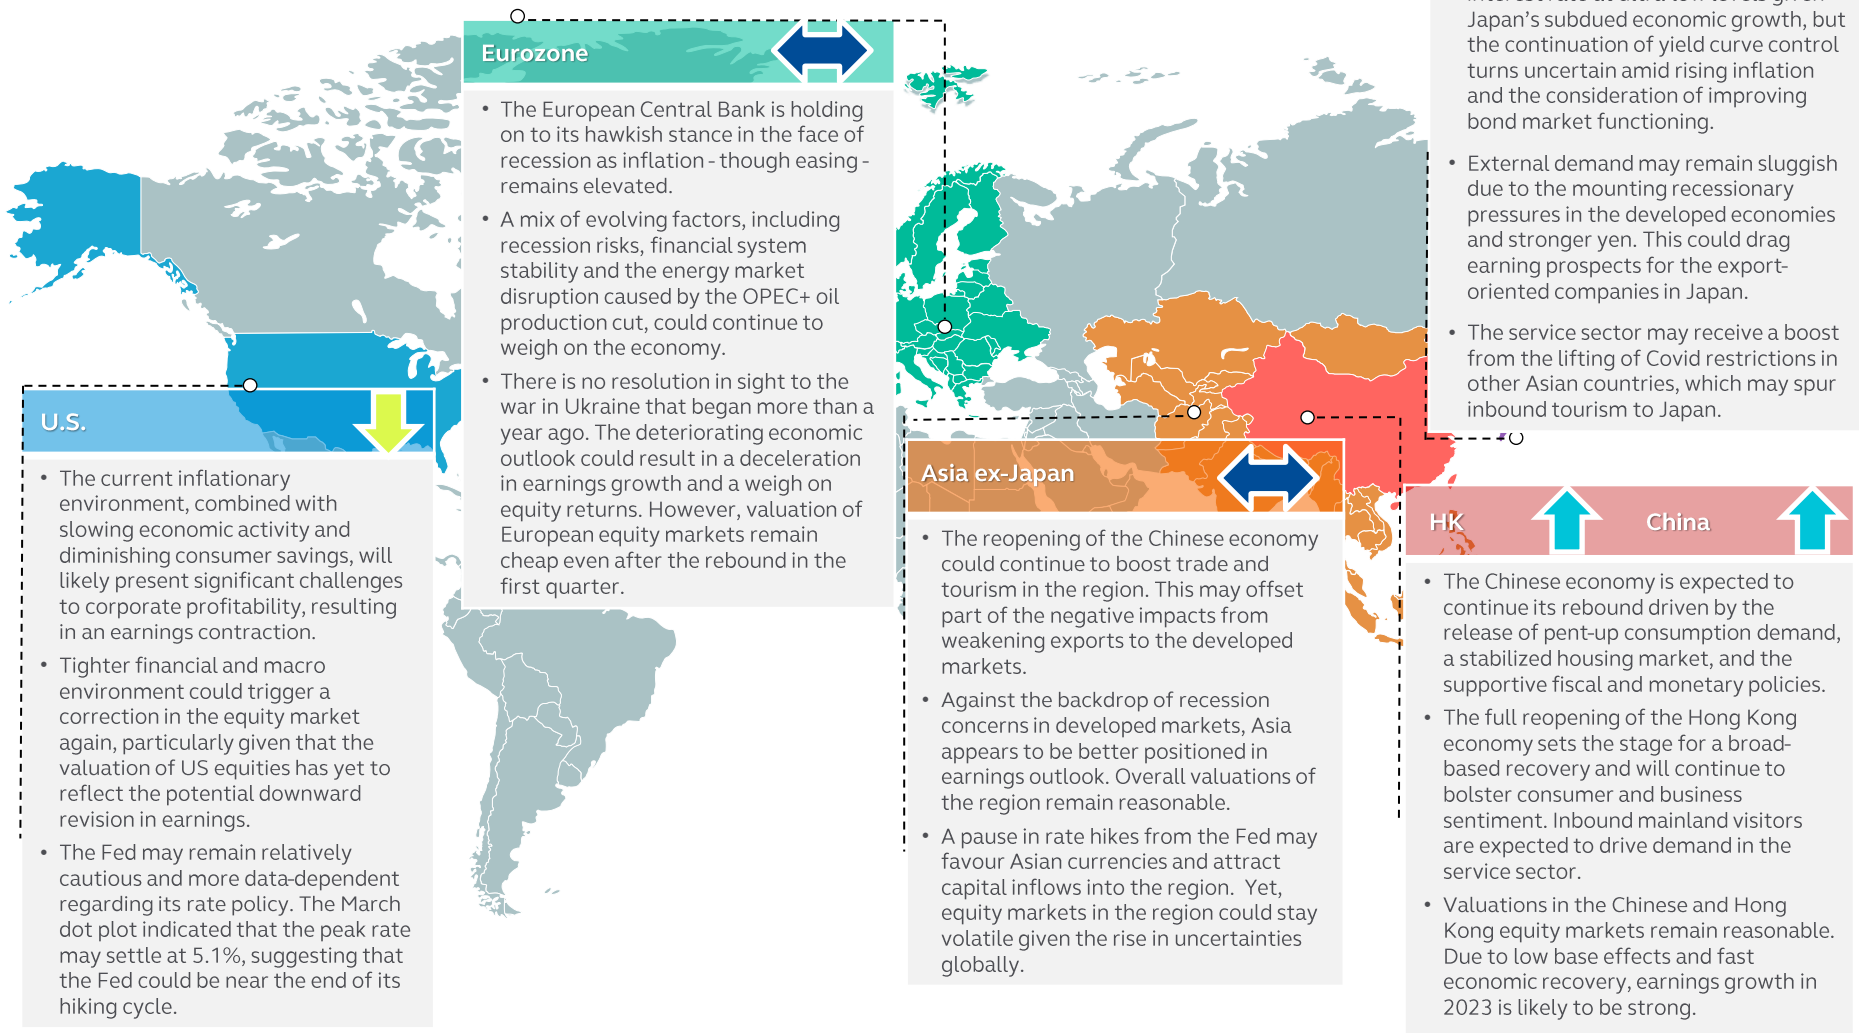 Eurozone
• The European Central Bank is holding
on to its hawkish stance in the face of
recession as inflation - though easing -
remains elevated.
• A mix of evolving factors, including
recession risks, financial system
stability and the energy market
disruption caused by the OPEC+ oil
production cut, could continue to
weigh on the economy.
• There is no resolution in sight to the
war in Ukraine that began more than a
year ago. The deteriorating economic
outlook could result in a deceleration
in earnings growth and a weigh on
equity returns. However, valuation of
European equity markets remain
cheap even after the rebound in the
first quarter.
U.S.
• The current inflationary
environment, combined with
slowing economic activity and
diminishing consumer savings, will
likely present significant challenges
to corporate profitability, resulting
in an earnings contraction.
• Tighter financial and macro
environment could trigger a
correction in the equity market
again, particularly given that the
valuation of US equities has yet to
reflect the potential downward
revision in earnings.
• The Fed may remain relatively
cautious and more data-dependent
regarding its rate policy. The March
dot plot indicated that the peak rate
may settle at 5.1%, suggesting that
the Fed could be near the end of its
hiking cycle.
Asia ex-Japan
• The reopening of the Chinese economy
could continue to boost trade and
tourism in the region. This may offset
part of the negative impacts from
weakening exports to the developed
markets.
• Against the backdrop of recession
concerns in developed markets, Asia
appears to be better positioned in
earnings outlook. Overall valuations of
the region remain reasonable.
• A pause in rate hikes from the Fed may
favour Asian currencies and attract
capital inflows into the region. Yet,
equity markets in the region could stay
volatile given the rise in uncertainties
globally.
Japan's subdued economic growth, but
the continuation of yield curve control
turns uncertain amid rising inflation
and the consideration of improving
bond market functioning.
• External demand may remain sluggish
due to the mounting recessionary
pressures in the developed economies
and stronger yen. This could drag
earning prospects for the export-
oriented companies in Japan.
• The service sector may receive a boost
from the lifting of Covid restrictions in
other Asian countries, which may spur
inbound tourism to Japan.
HK China
• The Chinese economy is expected to
continue its rebound driven by the
release of pent-up consumption demand,
a stabilized housing market, and the
supportive fiscal and monetary policies.
• The full reopening of the Hong Kong
economy sets the stage for a broad-
based recovery and will continue to
bolster consumer and business
sentiment. Inbound mainland visitors
are expected to drive demand in the
service sector.
• Valuations in the Chinese and Hong
Kong equity markets remain reasonable.
Due to low base effects and fast
economic recovery, earnings growth in
2023 is likely to be strong.